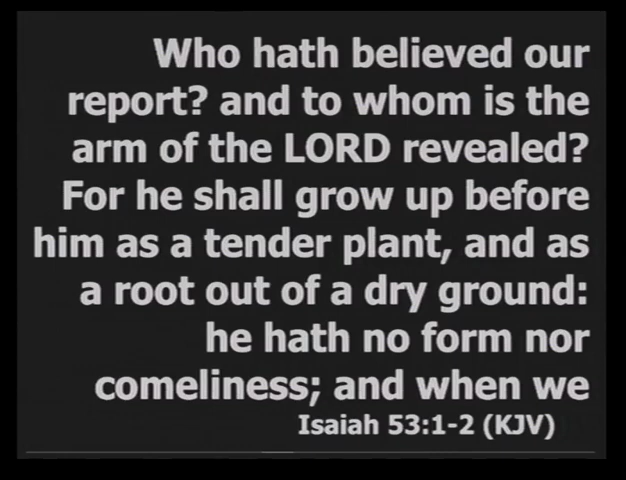 Who hath believed our
report? and to whom is the
arm of the LORD revealed?
For he shall grow up before
him as a tender plant, and as
a root out of a dry ground:
he hath no form nor
comeliness; and when we
Isaiah 53:1-2 (KJV)